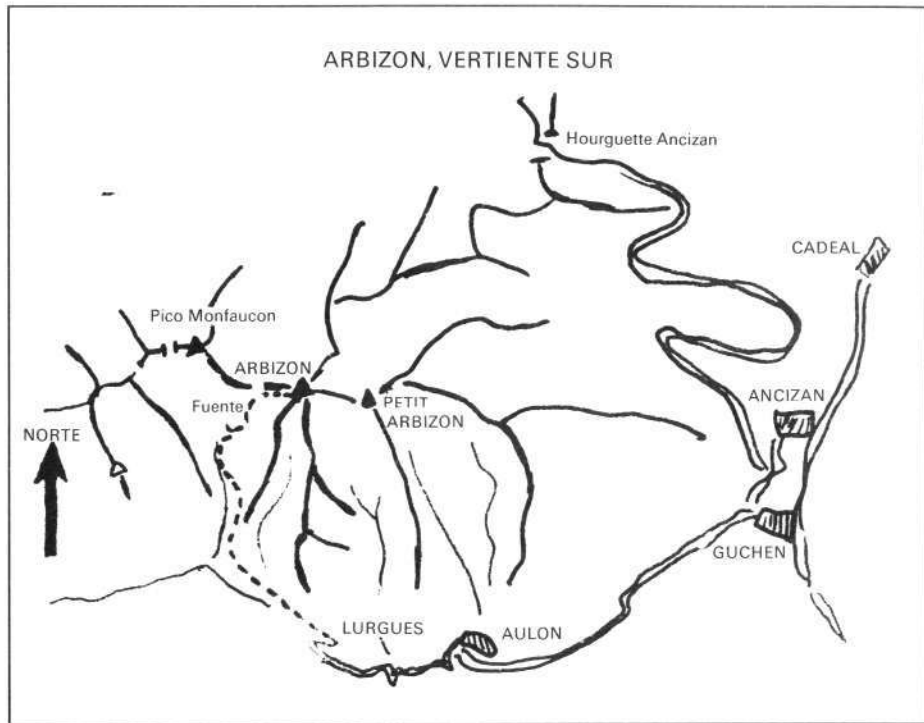 ARBIZON, VERTIENTE SUR
Hourguette Ancizan
CADEAL
Pico Monfaucon
ARBIZON
PETIT
ARBIZON
Fuente
ANCIZAN
NORTE
GUCHEN
LURGUES
AULON